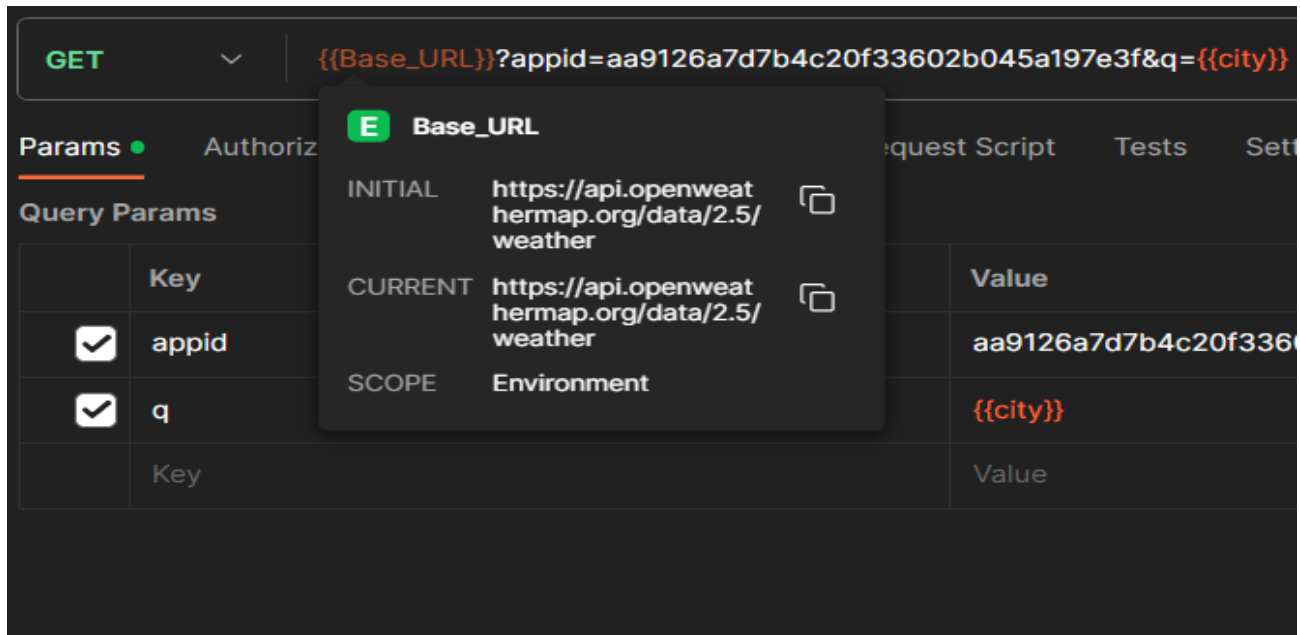 GET {{Base_URL}}?appid=aa9126a7d7b4c20f33602b045a197e3f&q={{city}}
E Base_URL
Params Authoriz quest Script Tests Sett
INITIAL https://api.openweat
hermap.org/data/2.5/
weather
Query Params
Key Value
CURRENT https://api.openweat
hermap.org/data/2.5/
weather
appid aa9126a7d7b4c20f336
SCOPE Environment
q {{city}}
Key Value